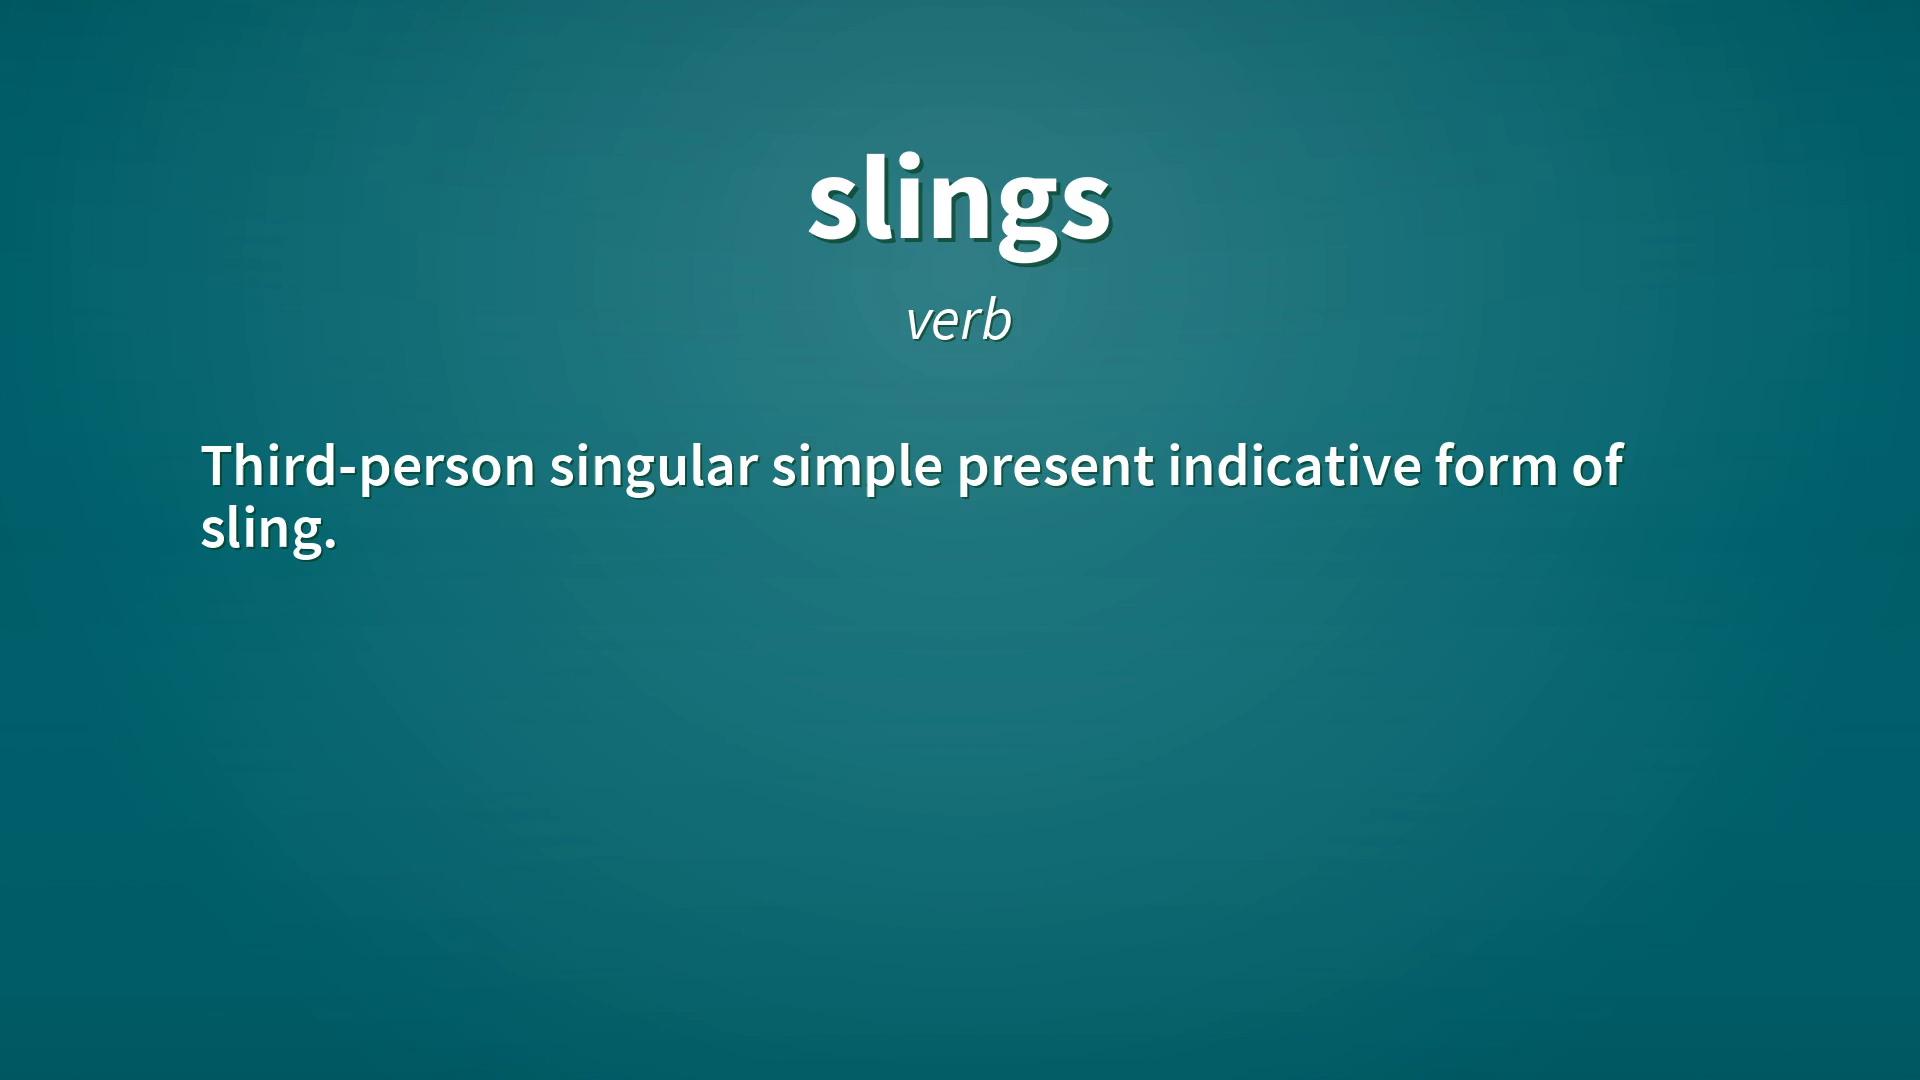 slings
verb
Third-person singular simple present indicative form of
sling.